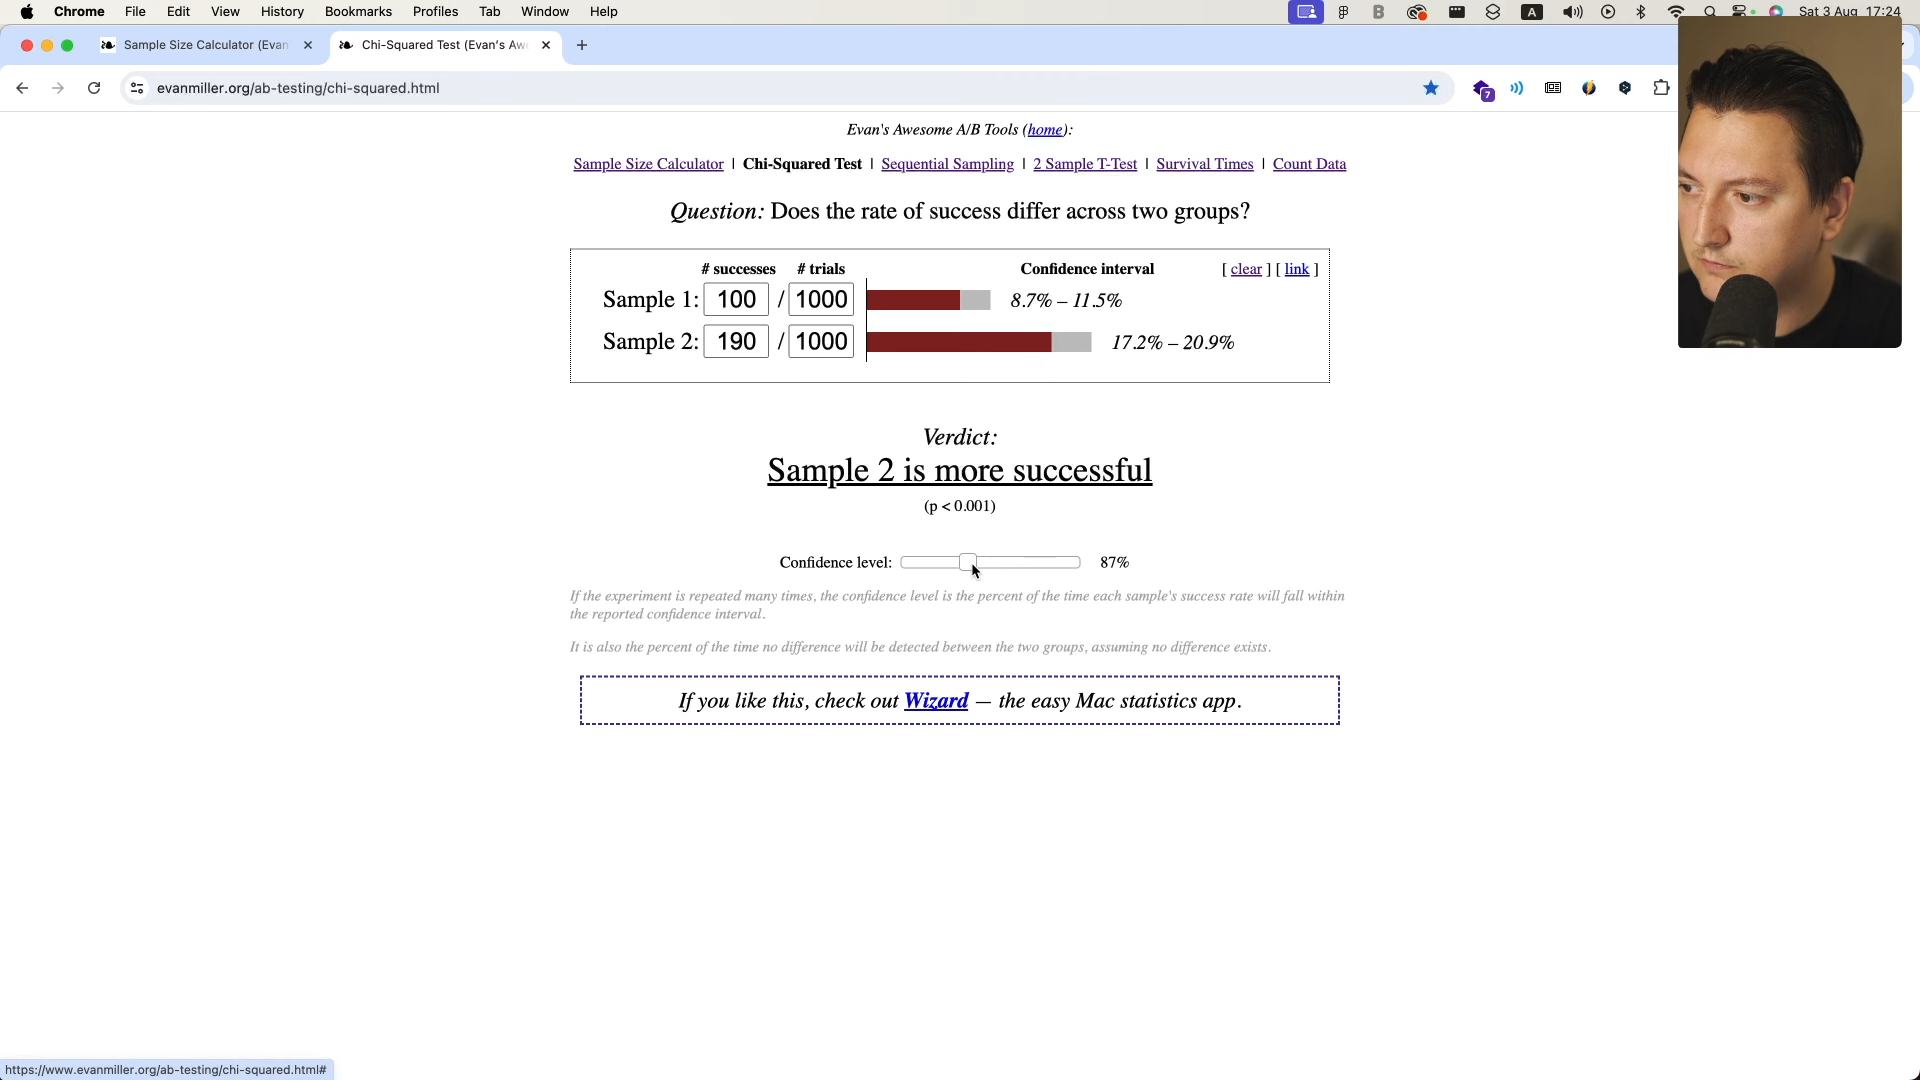 Chrome File Edit View History Bookmarks Profiles Tab Window Help
A
Sat 3 Aug 17:24
Sample Size Calculator (Evan
Chi-Squared Test (Evan's Aw
evanmiller.org/ab-testing/chi-squared.html
7
Evan's Awesome A/B Tools (home):
Sample Size Calculator | Chi-Squared Test | Sequential Sampling | 2 Sample T-Test | Survival Times | Count Data
Question: Does the rate of success differ across two groups?
# successes # trials Confidence interval [ clear ] [ link ]
Sample 1: 100 / 1000 8.7% – 11.5%
Sample 2: 190 / 1000 17.2% – 20.9%
Verdict:
Sample 2 is more successful
(p < 0.001)
Confidence level: 87%
If the experiment is repeated many times, the confidence level is the percent of the time each sample's success rate will fall within
the reported confidence interval.
It is also the percent of the time no difference will be detected between the two groups, assuming no difference exists.
If you like this, check out Wizard — the easy Mac statistics app.
https://www.evanmiller.org/ab-testing/chi-squared.html#